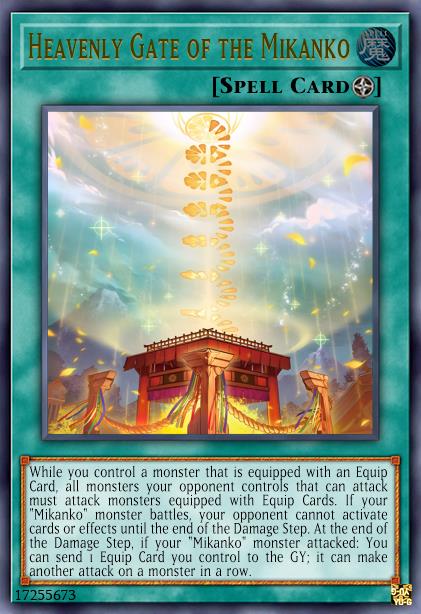 HEAVENLY GATE OF THE MIKANKO
魔
[SPELL CARD]
While you control a monster that is equipped with an Equip
Card, all monsters your opponent controls that can attack
must attack monsters equipped with Equip Cards. If your
"Mikanko" monster battles, your opponent cannot activate
cards or effects until the end of the Damage Step. At the end of
the Damage Step, if your "Mikanko" monster attacked: You
can send 1 Equip Card you control to the GY; it can make
another attack on a monster in a row.
17255673